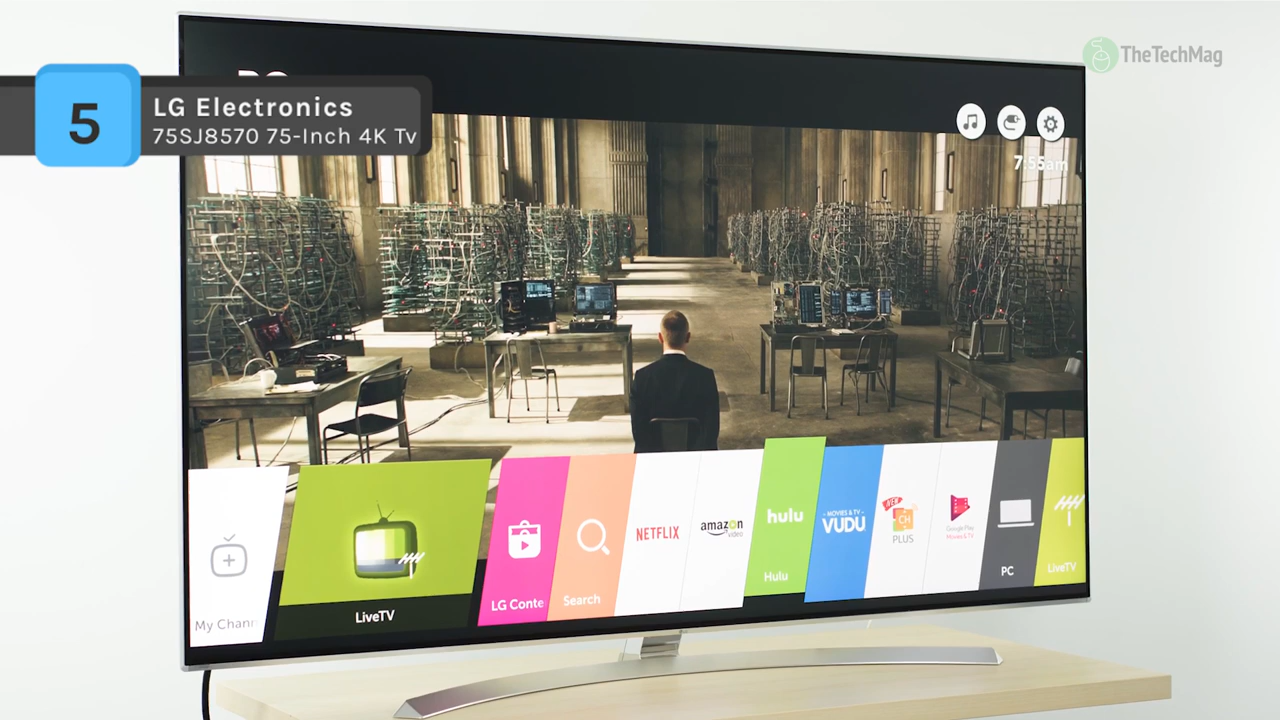 TheTechMag
5
LG Electronics
75SJ8570 75-Inch 4K Tv
7:55am
My Chann
LiveTV
LG Conte
Search
NETFLIX
amazon
video
hulu
Hulu
MOVIES & TV
VUDU
NEW
CH
PLUS
Google Play
Movies & TV
PC
LiveTV